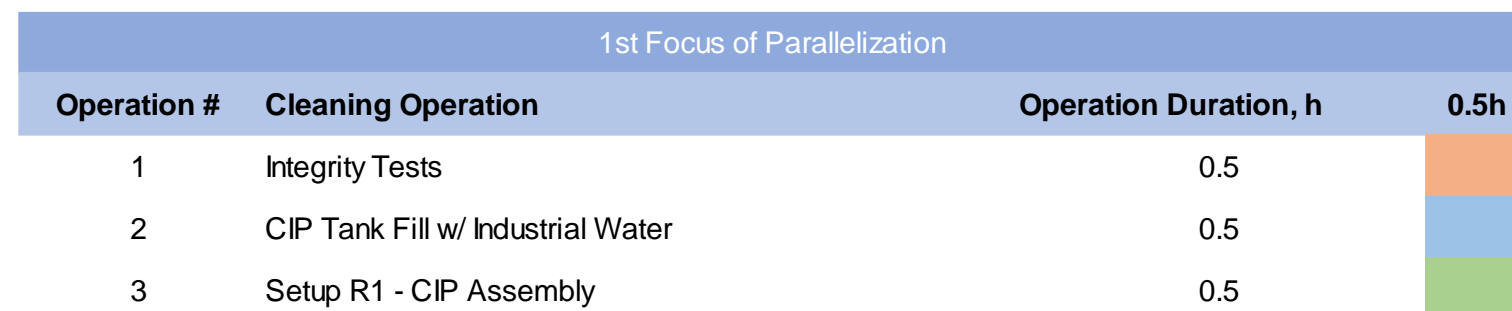 1st Focus of Parallelization
Operation # Cleaning Operation Operation Duration, h 0.5h
1 Integrity Tests 0.5
2 CIP Tank Fill w/ Industrial Water 0.5
3 Setup R1 - CIP Assembly 0.5